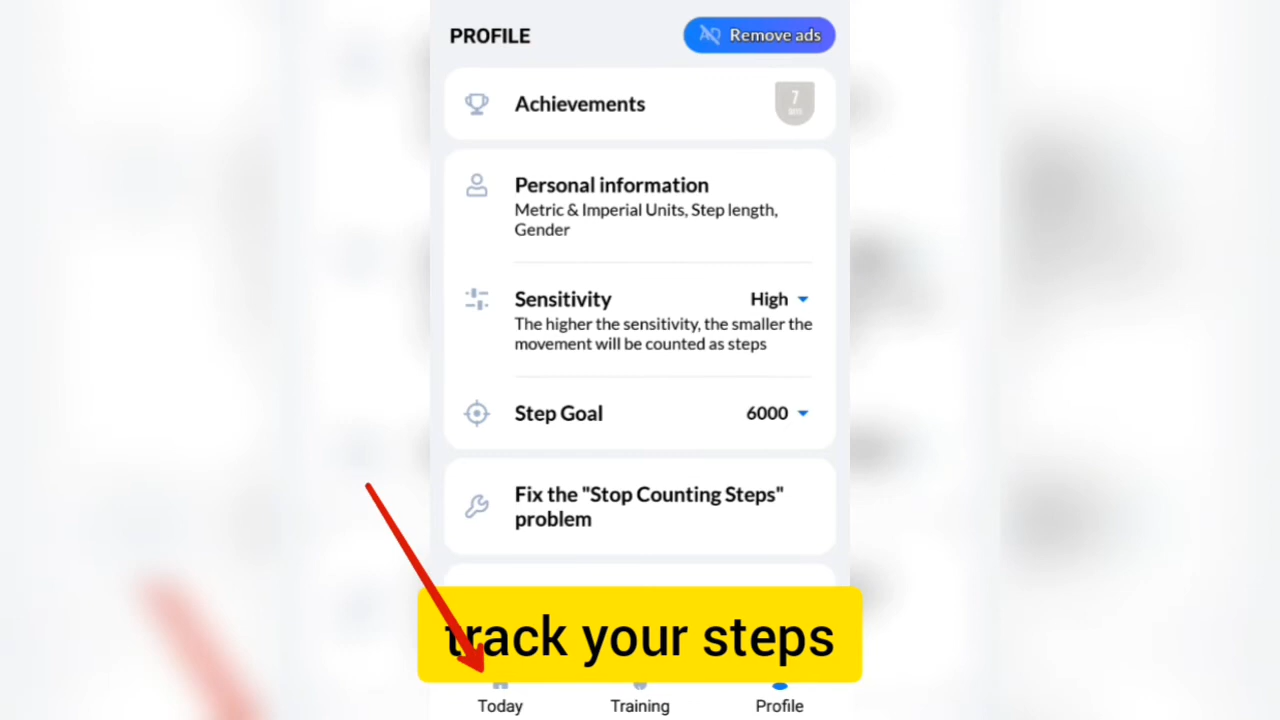 PROFILE
Remove ads
Achievements
7
Personal information
Metric & Imperial Units, Step length,
Gender
Sensitivity
High
The higher the sensitivity, the smaller the
movement will be counted as steps
Step Goal
6000
Fix the "Stop Counting Steps"
problem
track your steps
Today
Training
Profile